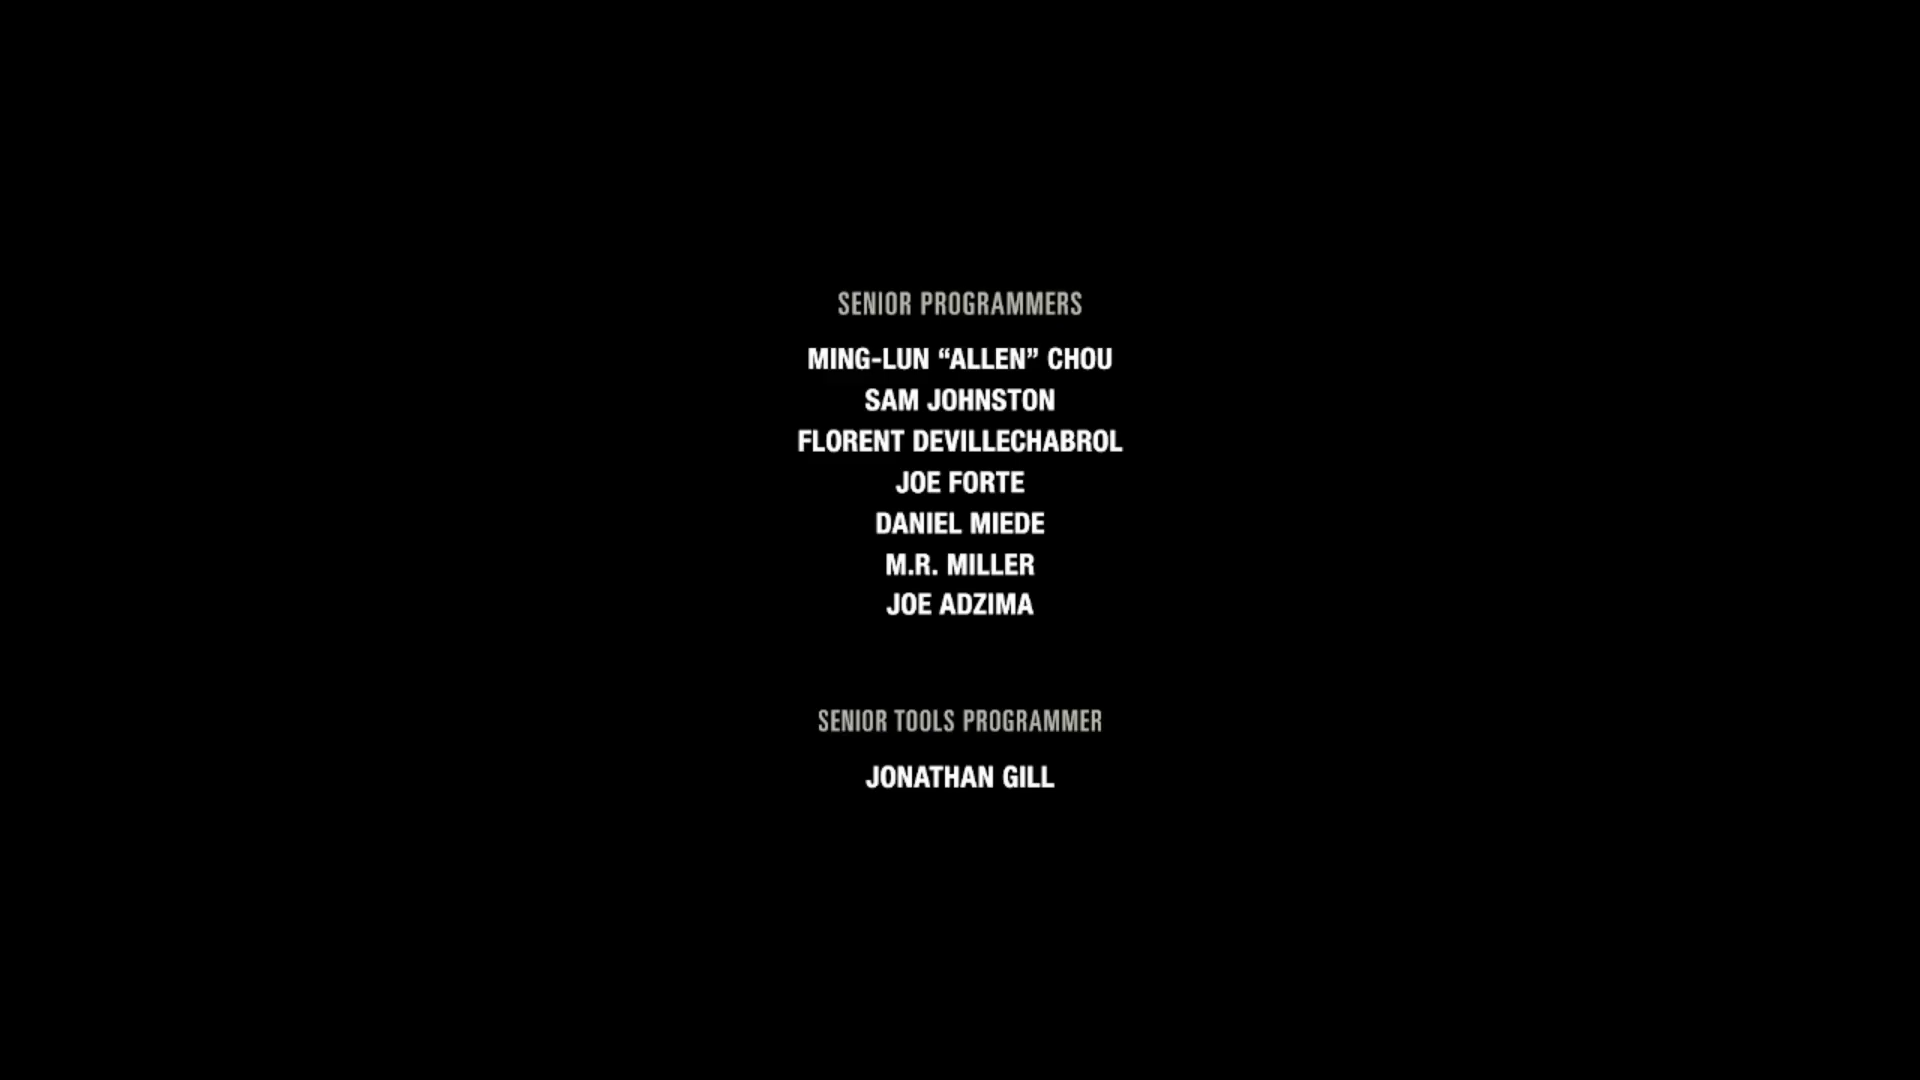 SENIOR PROGRAMMERS
MING-LUN “ALLEN” CHOU
SAM JOHNSTON
FLORENT DEVILLECHABROL
JOE FORTE
DANIEL MIEDE
M.R. MILLER
JOE ADZIMA
SENIOR TOOLS PROGRAMMER
JONATHAN GILL